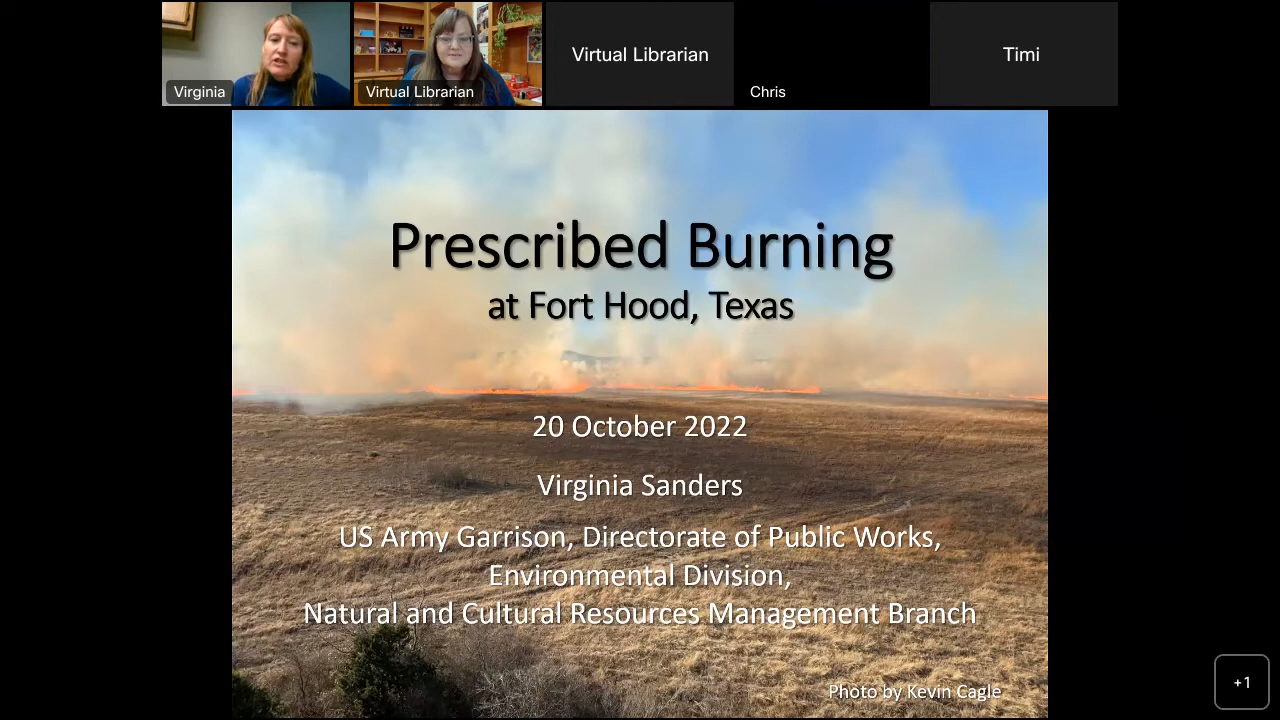 Virginia
Virtual Librarian
Virtual Librarian
Chris
Timi
Prescribed Burning
at Fort Hood, Texas
20 October 2022
Virginia Sanders
US Army Garrison, Directorate of Public Works,
Environmental Division,
Natural and Cultural Resources Management Branch
Photo by Kevin Cagle
+1